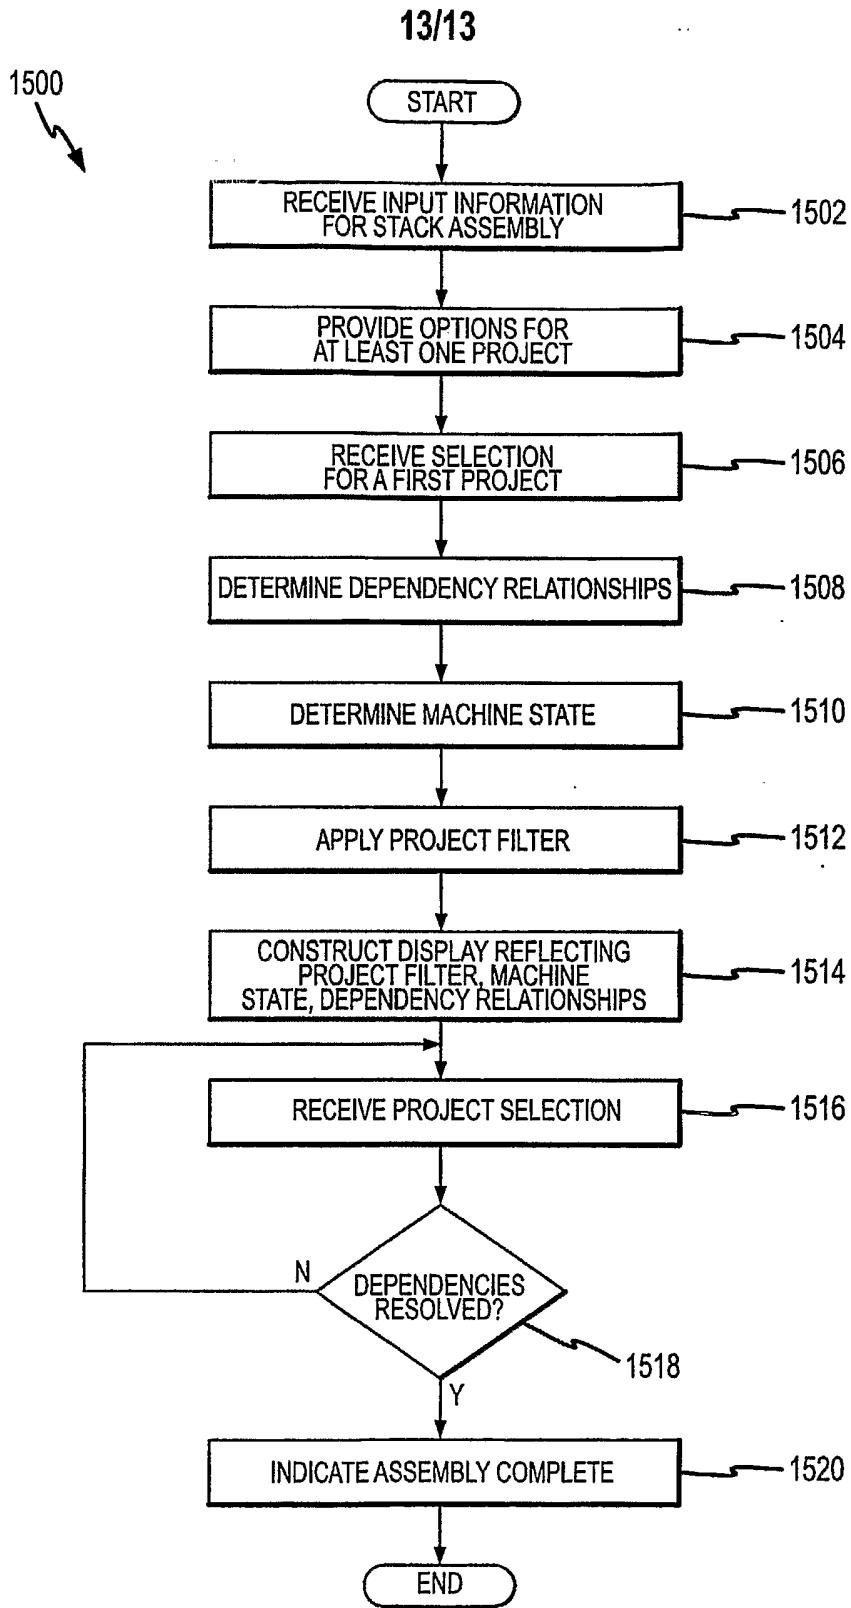 13/13
1500
START
RECEIVE INPUT INFORMATION
FOR STACK ASSEMBLY
1502
PROVIDE OPTIONS FOR
AT LEAST ONE PROJECT
1504
RECEIVE SELECTION
FOR A FIRST PROJECT
1506
DETERMINE DEPENDENCY RELATIONSHIPS
1508
DETERMINE MACHINE STATE
1510
APPLY PROJECT FILTER
1512
CONSTRUCT DISPLAY REFLECTING
PROJECT FILTER, MACHINE
STATE, DEPENDENCY RELATIONSHIPS
1514
RECEIVE PROJECT SELECTION
1516
N
DEPENDENCIES
RESOLVED?
1518
Y
INDICATE ASSEMBLY COMPLETE
1520
END